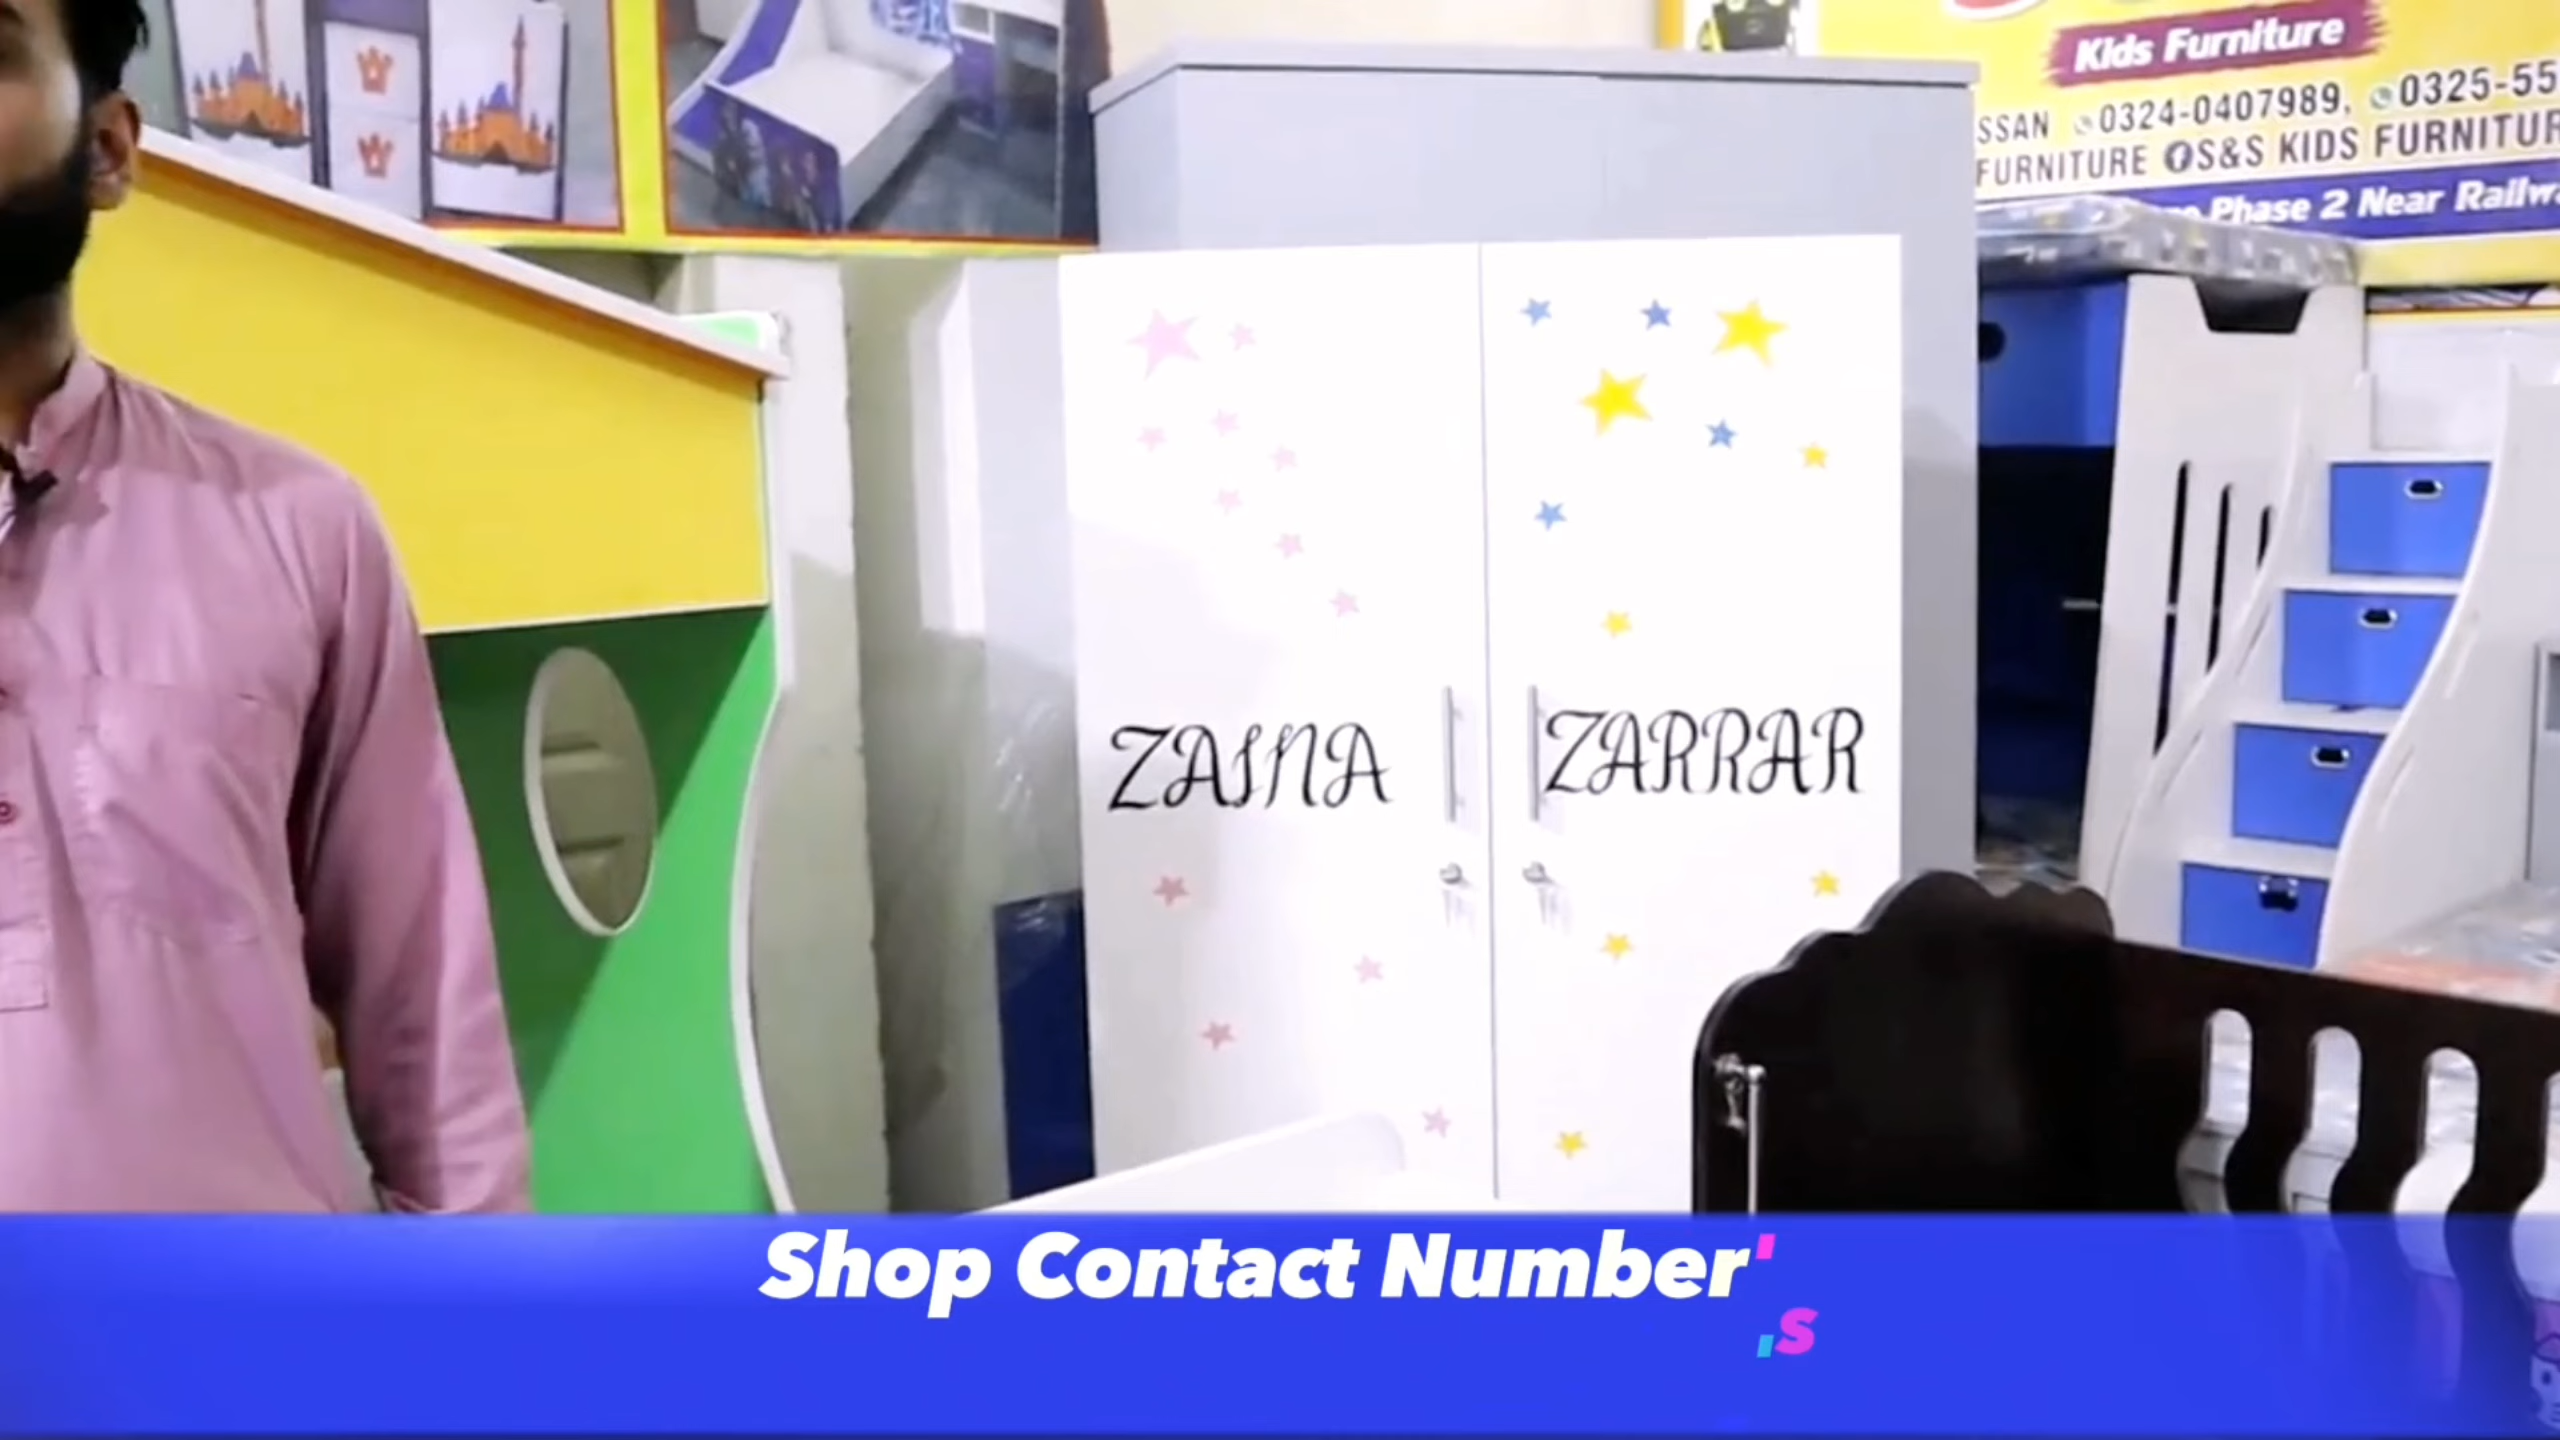 Kids Furniture
SSAN 0324-0407989, 0325-55
FURNITURE S&S KIDS FURNITUR
Phase 2 Near Railw
ZAINA ZARRAR
Shop Contact Number's